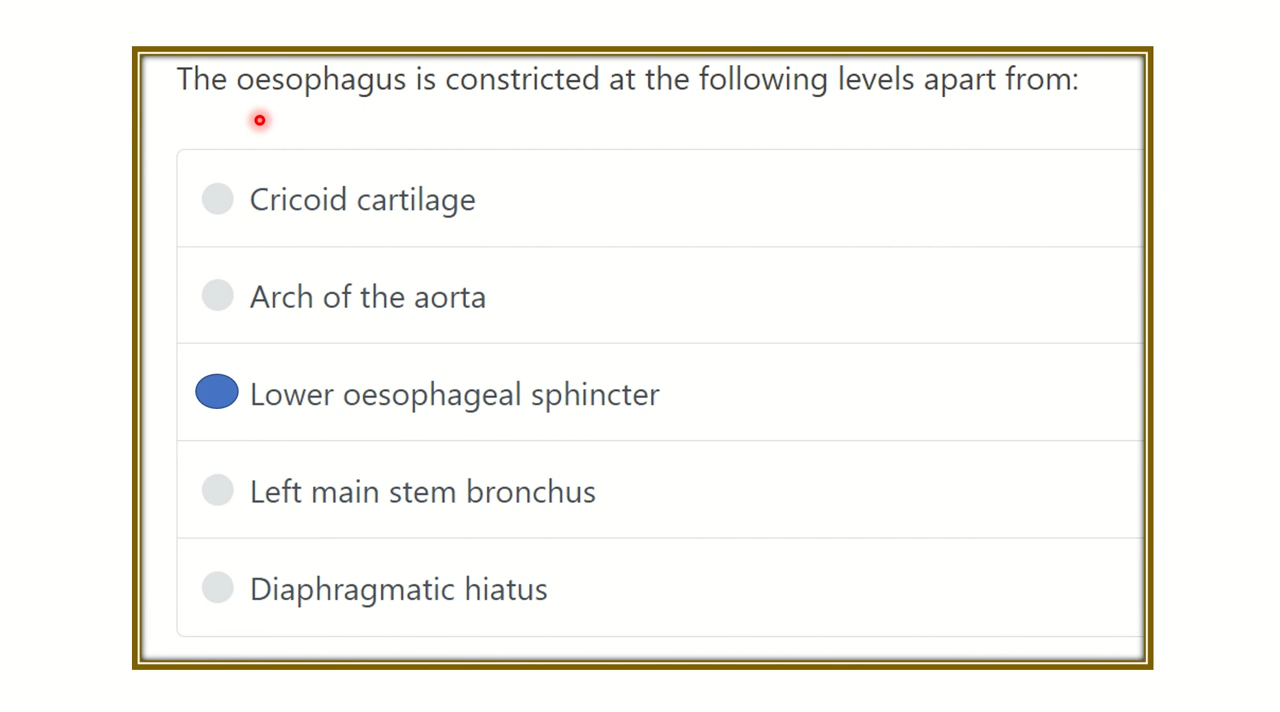 The oesophagus is constricted at the following levels apart from:
Cricoid cartilage
Arch of the aorta
Lower oesophageal sphincter
Left main stem bronchus
Diaphragmatic hiatus